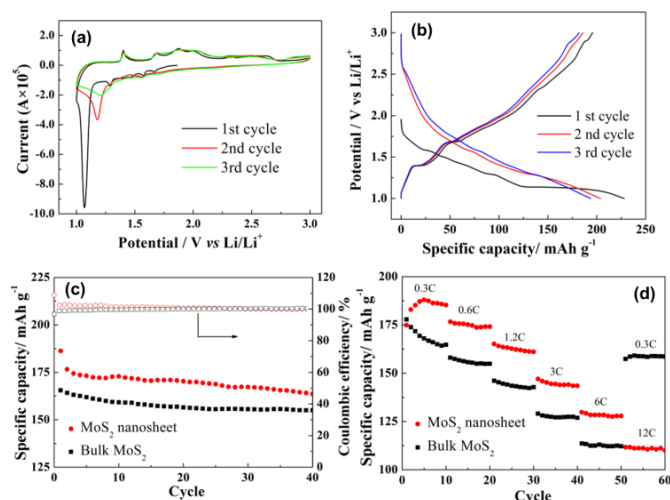 (a)
Current (A×10⁵)
0.0
-2.0
-4.0
-6.0
-8.0
-10.0
1st cycle
2nd cycle
3rd cycle
1.0 1.5 2.0 2.5 3.0
Potential / V vs Li/Li⁺
(b)
Potential / V vs Li/Li⁺
3.0
2.5
2.0
1.5
1.0
1 st cycle
2 nd cycle
3 rd cycle
0 50 100 150 200 250
Specific capacity/ mAh g⁻¹
(c)
Specific capacity/ mAh g⁻¹
225
200
175
150
125
MoS₂ nanosheet
Bulk MoS₂
0 10 20 30 40
Cycle
120
100
80
60
40
20
0
Coulombic efficiency/ %
(d)
Specific capacity/ mAh g⁻¹
200
175
150
125
100
0.3C
0.6C
1.2C
3C
6C
12C
0.3C
MoS₂ nanosheet
Bulk MoS₂
0 10 20 30 40 50 60
Cycle